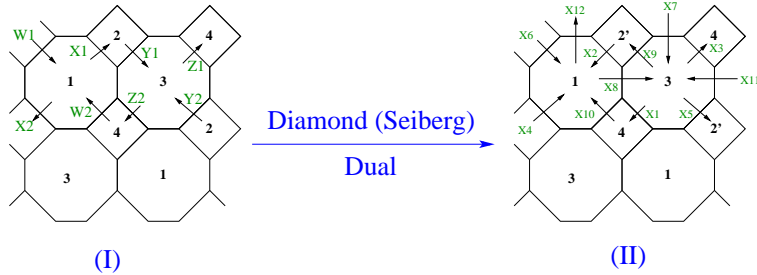 W1 X1 2 Y1 4 Z1
1 3
X2 W2 Z2 Y2
4 2
3 1
(I)
Diamond (Seiberg)
Dual
X12 X7
X6 X2 2' X9 4 X3
1 X8 3 X11
X4 X10 4 X1 X5 2'
3 1
(II)